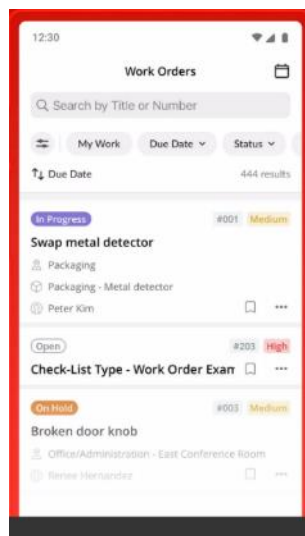 12:30
Work Orders
Search by Title or Number
My Work Due Date Status
Due Date 444 results
In Progress #001 Medium
Swap metal detector
Packaging
Packaging - Metal detector
Peter Kim
Open #203 High
Check-List Type - Work Order Exam
On Hold #003 Medium
Broken door knob
Office/Administration - East Conference Room
Renee Hernandez